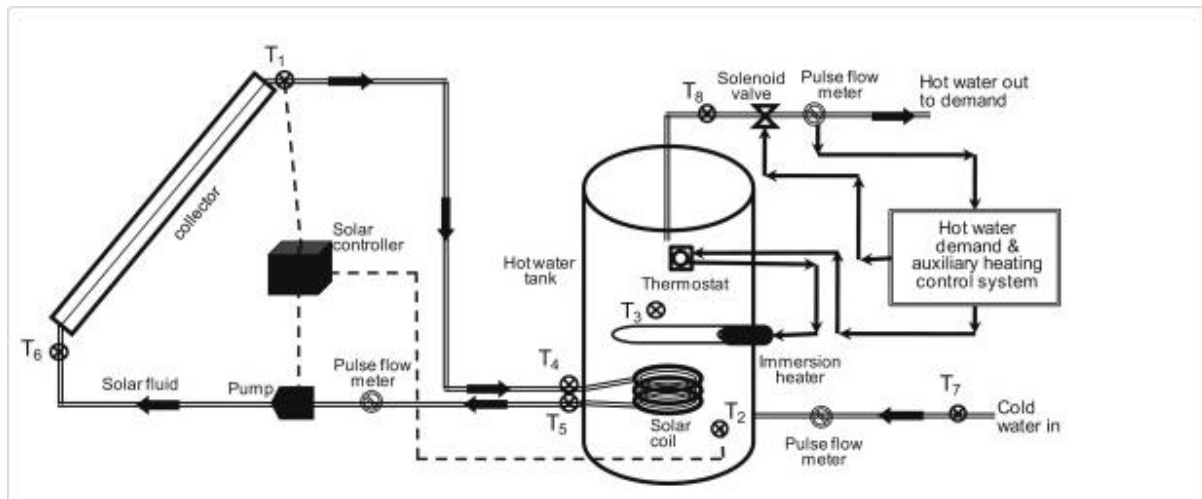 T1
T8
Solenoid
valve
Pulse flow
meter
Hot water out
to demand
collector
Solar
controller
Hot water
tank
Thermostat
Hot water
demand &
auxiliary heating
control system
T3
T6
Solar fluid
Pump
Pulse flow
meter
T4
T5
Immersion
heater
Solar
coil
T2
T7
Cold
water in
Pulse flow
meter